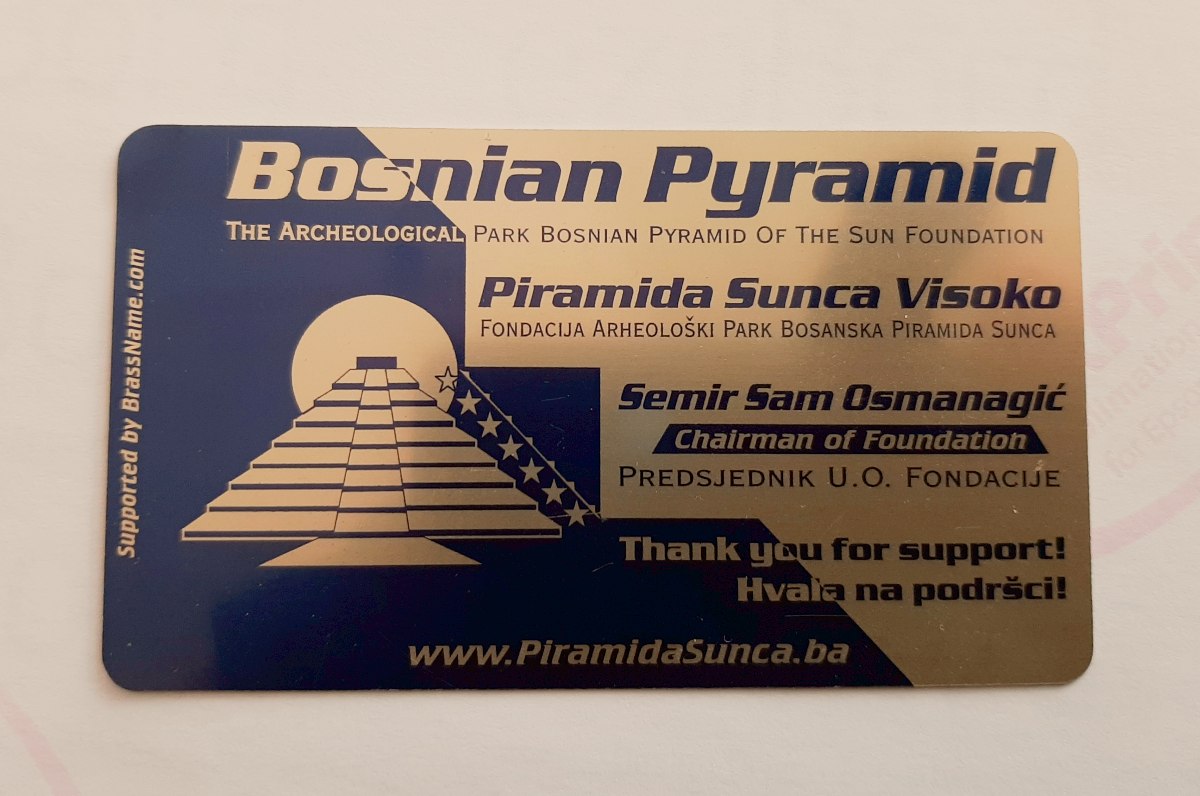 Bosnian Pyramid
The Archeological Park Bosnian Pyramid Of The Sun Foundation
Piramida Sunca Visoko
Fondacija Arheološki Park Bosanska Piramida Sunca
Semir Sam Osmanagić
Chairman of Foundation
Predsjednik U.O. Fondacije
Thank you for support!
Hvala na podršci!
www.PiramidaSunca.ba
Supported by BrassName.com